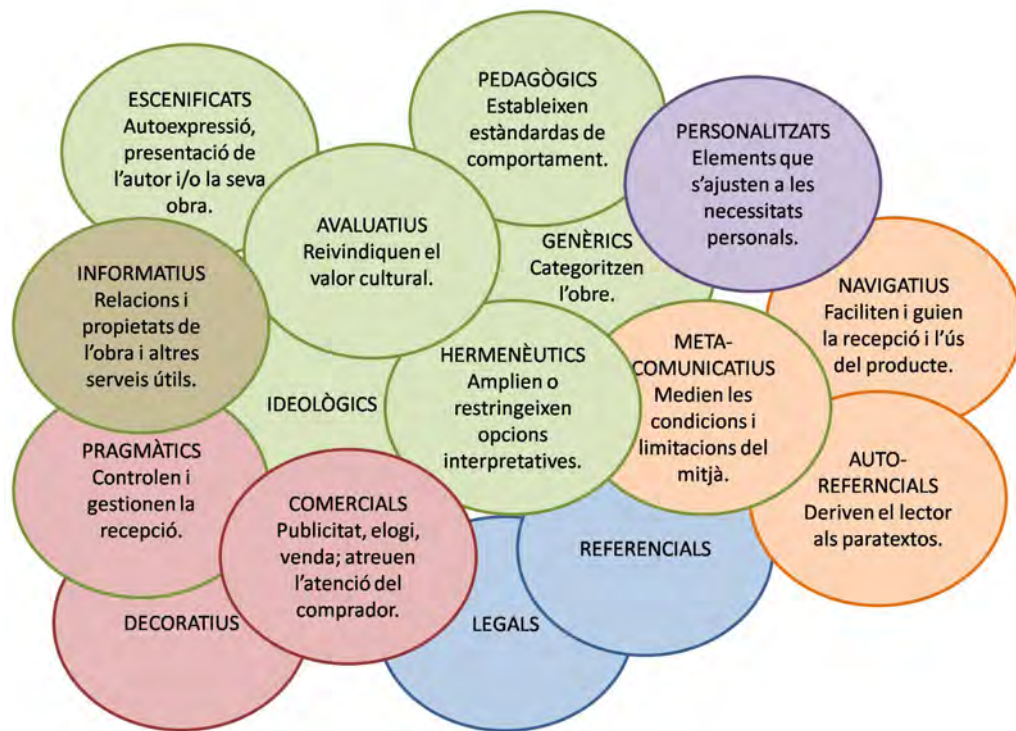 ESCENIFICATS
Autoexpressió,
presentació de
l'autor i/o la seva
obra.
PEDAGÒGICS
Estableixen
estàndardas de
comportament.
PERSONALITZATS
Elements que
s'ajusten a les
necessitats
personals.
AVALUATIUS
Reivindiquen el
valor cultural.
GENÈRICS
Categoritzen
l'obre.
INFORMATIUS
Relacions i
propietats de
l'obra i altres
serveis útils.
NAVIGATIUS
Faciliten i guien
la recepció i l'ús
del producte.
HERMENÈUTICS
Amplien o
restringeixen
opcions
interpretatives.
META-
COMUNICATIUS
Medien les
condicions i
limitacions del
mitjà.
IDEOLÒGICS
PRAGMÀTICS
Controlen i
gestionen la
recepció.
COMERCIALS
Publicitat, elogi,
venda; atreuen
l'atenció del
comprador.
AUTO-
REFERNCIALS
Deriven el lector
als paratextos.
REFERENCIALS
DECORATIUS
LEGALS